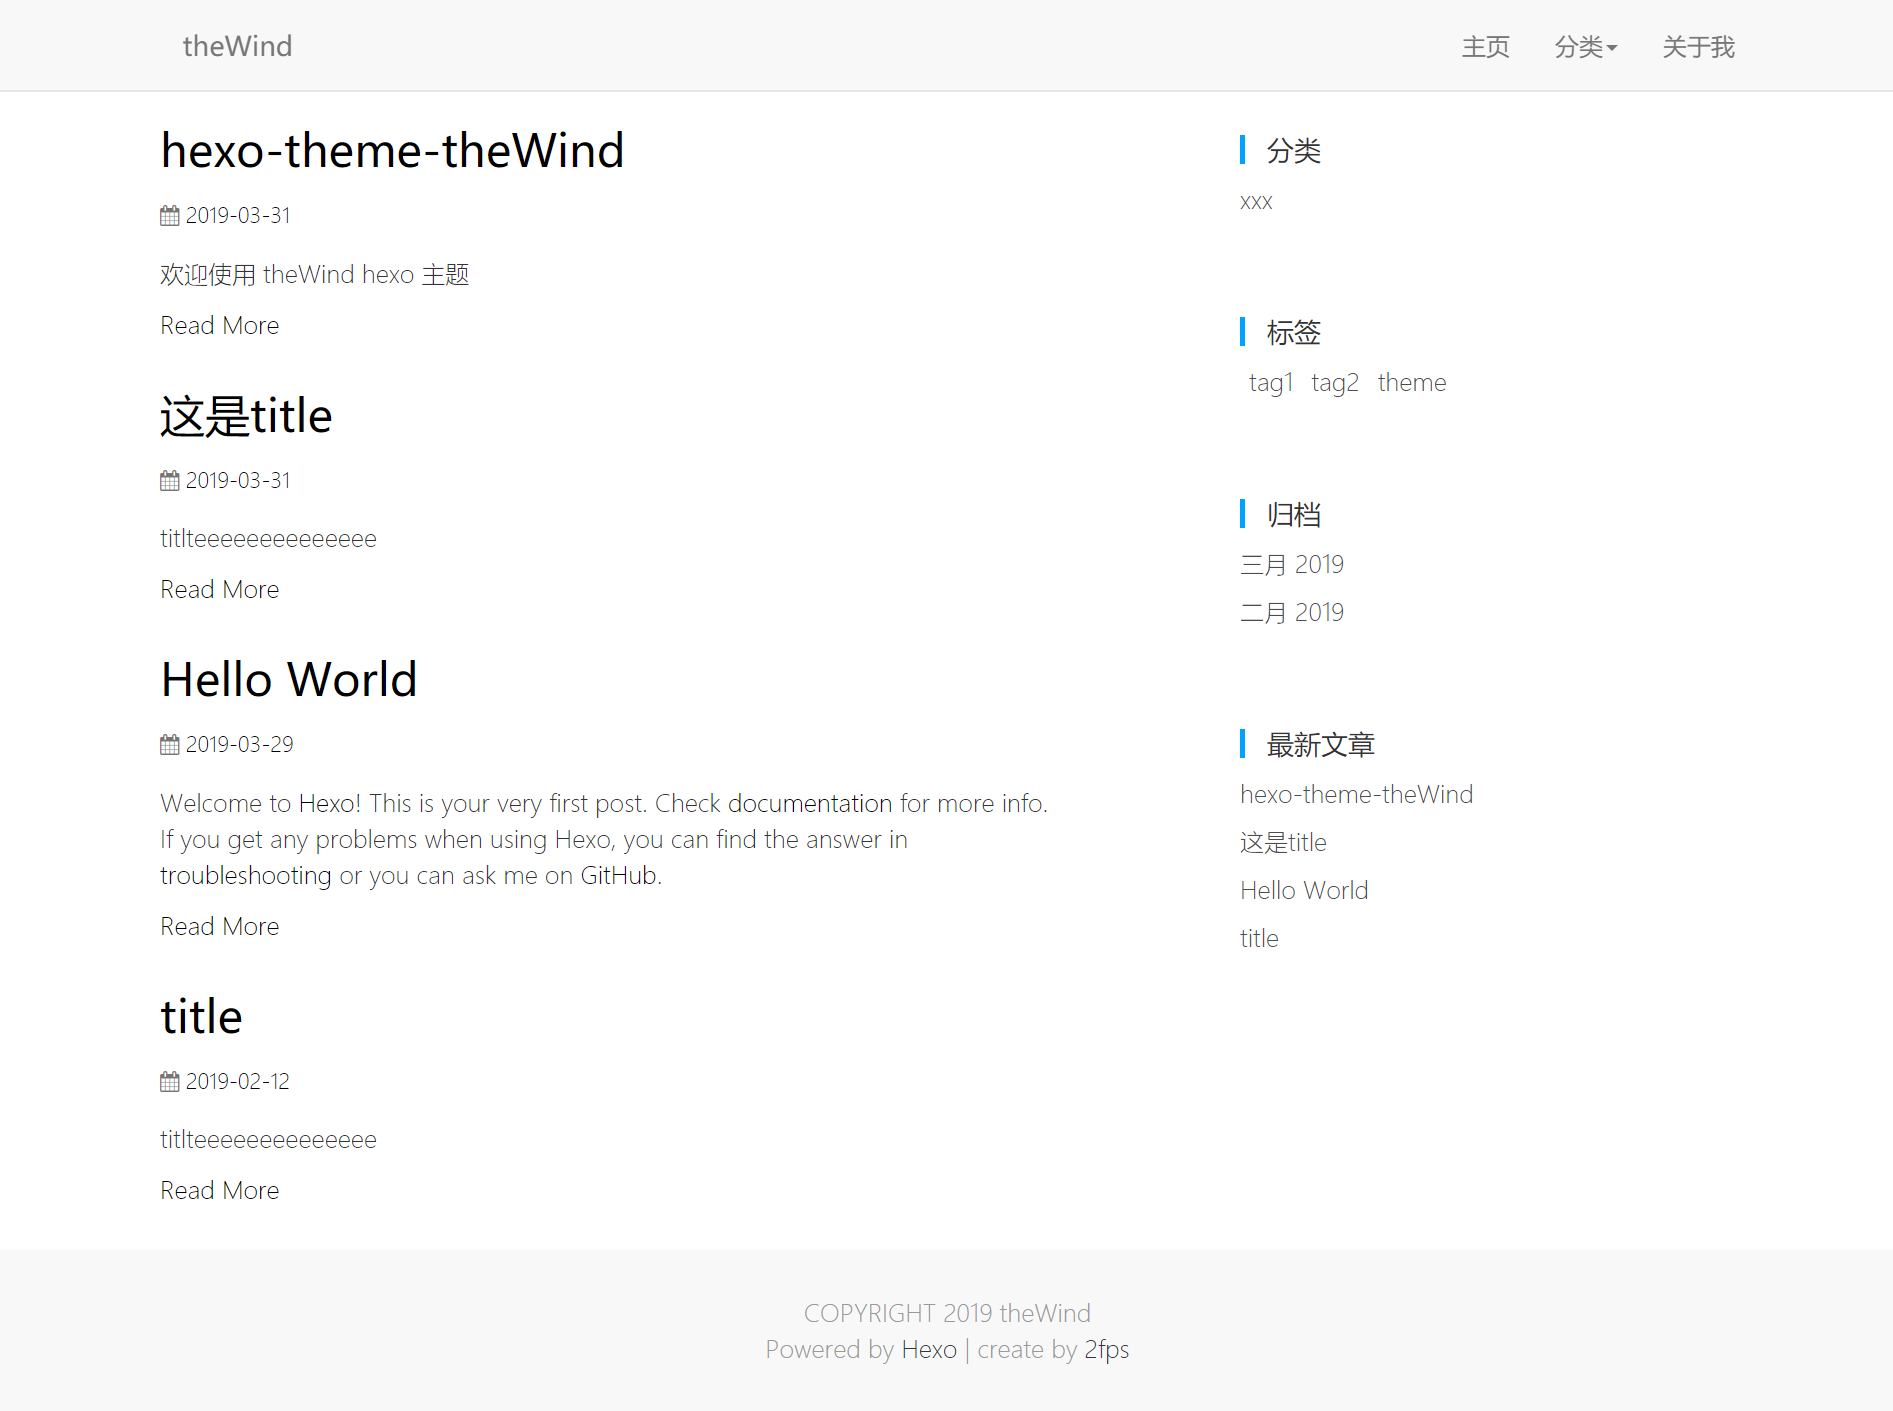 theWind
主页
分类
关于我
hexo-theme-theWind
2019-03-31
欢迎使用 theWind hexo 主题
Read More
这是title
2019-03-31
titlteeeeeeeeeeeeee
Read More
Hello World
2019-03-29
Welcome to Hexo! This is your very first post. Check documentation for more info.
If you get any problems when using Hexo, you can find the answer in
troubleshooting or you can ask me on GitHub.
Read More
title
2019-02-12
titlteeeeeeeeeeeeee
Read More
分类
xxx
标签
tag1 tag2 theme
归档
三月 2019
二月 2019
最新文章
hexo-theme-theWind
这是title
Hello World
title
COPYRIGHT 2019 theWind
Powered by Hexo | create by 2fps